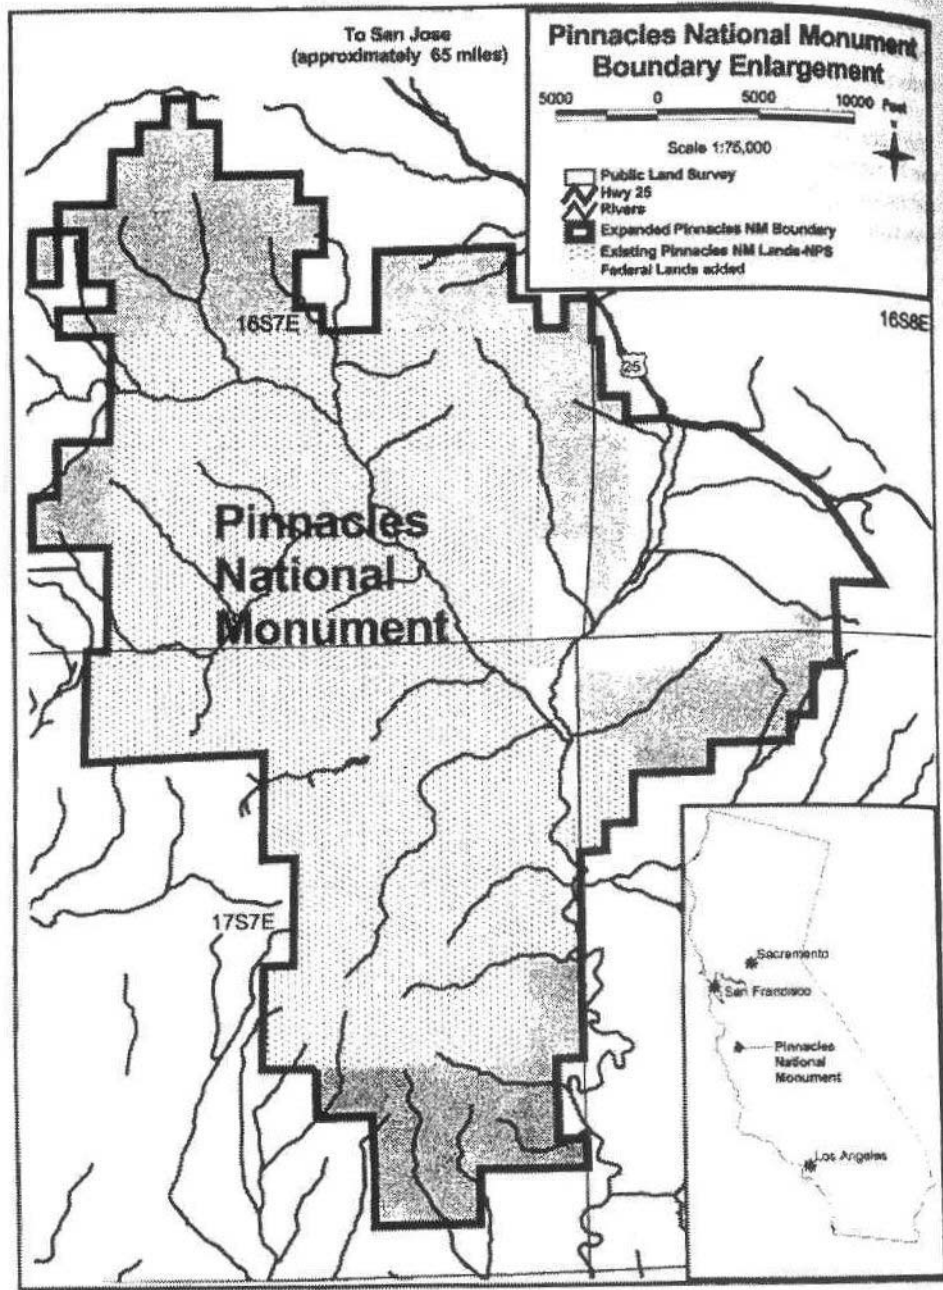 To San Jose
(approximately 65 miles)
Pinnacles National Monument
Boundary Enlargement
5000 0 5000 10000 Feet
N
Scale 1:75,000
Public Land Survey
Hwy 25
Rivers
Expanded Pinnacles NM Boundary
Existing Pinnacles NM Lands-NPS
Federal Lands added
16S7E
16S8E
25
Pinnacles
National
Monument
17S7E
Sacramento
San Francisco
Pinnacles
National
Monument
Los Angeles